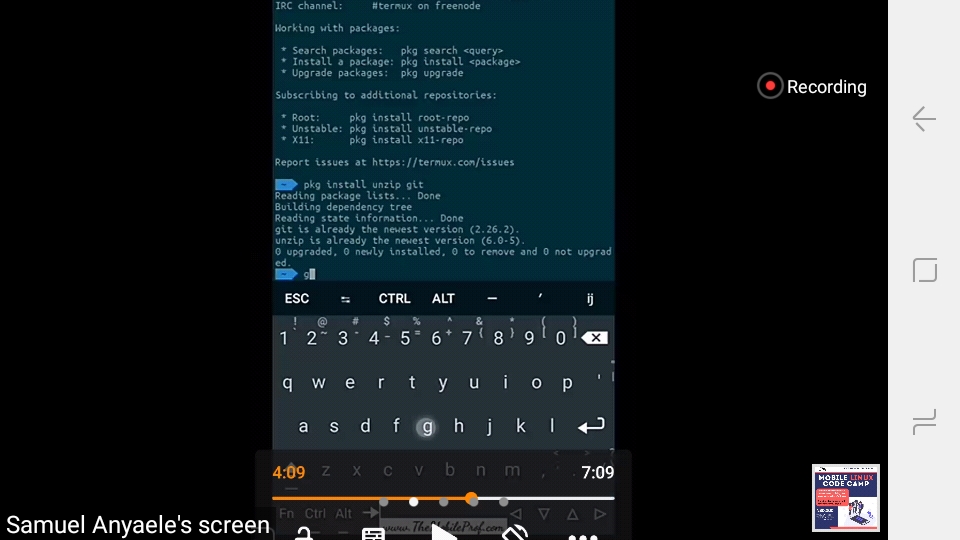 IRC channel: #termux on freenode
Working with packages:
* Search packages: pkg search <query>
* Install a package: pkg install <package>
* Upgrade packages: pkg upgrade
Subscribing to additional repositories:
* Root: pkg install root-repo
* Unstable: pkg install unstable-repo
* X11: pkg install x11-repo
Report issues at https://termux.com/issues
~ pkg install unzip git
Reading package lists... Done
Building dependency tree
Reading state information... Done
git is already the newest version (2.26.2).
unzip is already the newest version (6.0-5).
0 upgraded, 0 newly installed, 0 to remove and 0 not upgrad
ed.
~ g
Recording
ESC CTRL ALT – ′ ij
! @ # $ % ^ & * ( )
1 2 3 4 5 6 7 8 9 0
q w e r t y u i o p '
a s d f g h j k l
z x c v b n m , .
4:09 7:09
Fn Ctrl Alt
www.TheMobileProf.com
Samuel Anyaele's screen
MOBILE LINUX
CODE CAMP